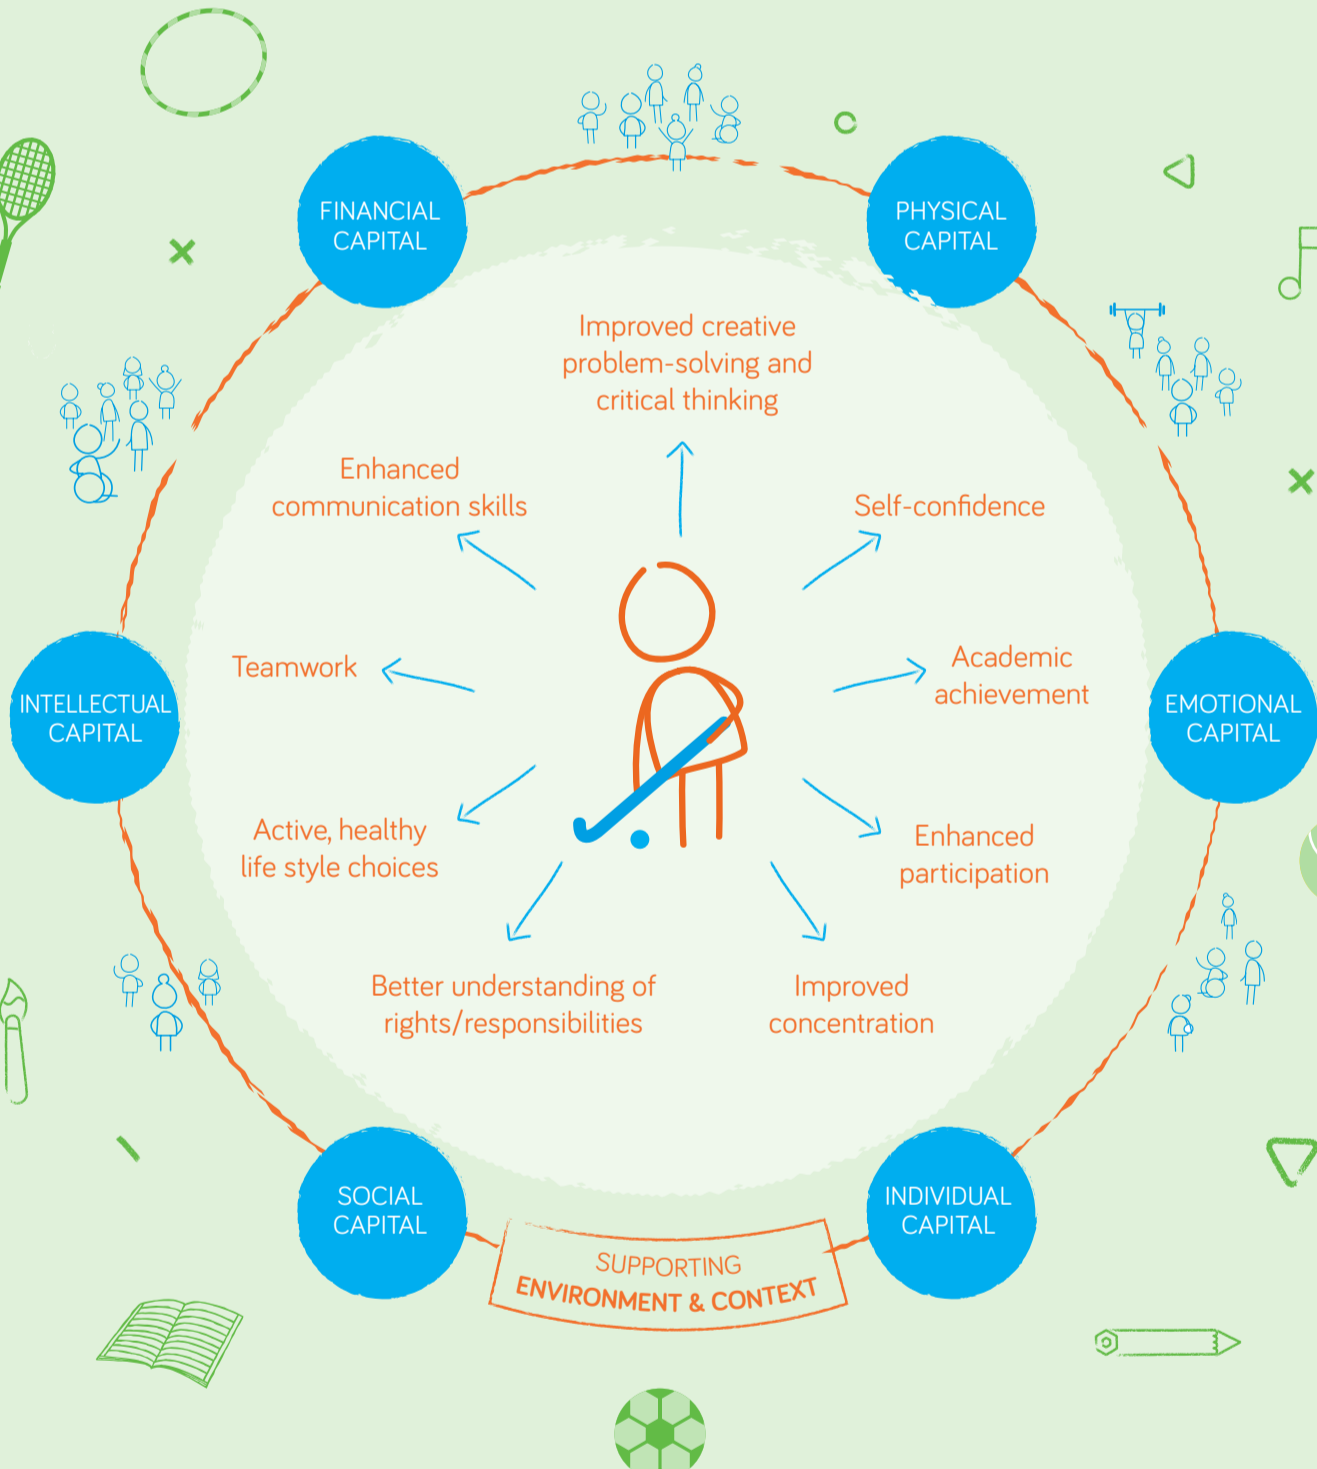 FINANCIAL
CAPITAL
PHYSICAL
CAPITAL
Improved creative
problem-solving and
critical thinking
Enhanced
communication skills
Self-confidence
Teamwork
Academic
achievement
INTELLECTUAL
CAPITAL
EMOTIONAL
CAPITAL
Active, healthy
life style choices
Enhanced
participation
Better understanding of
rights/responsibilities
Improved
concentration
SOCIAL
CAPITAL
INDIVIDUAL
CAPITAL
SUPPORTING
ENVIRONMENT & CONTEXT